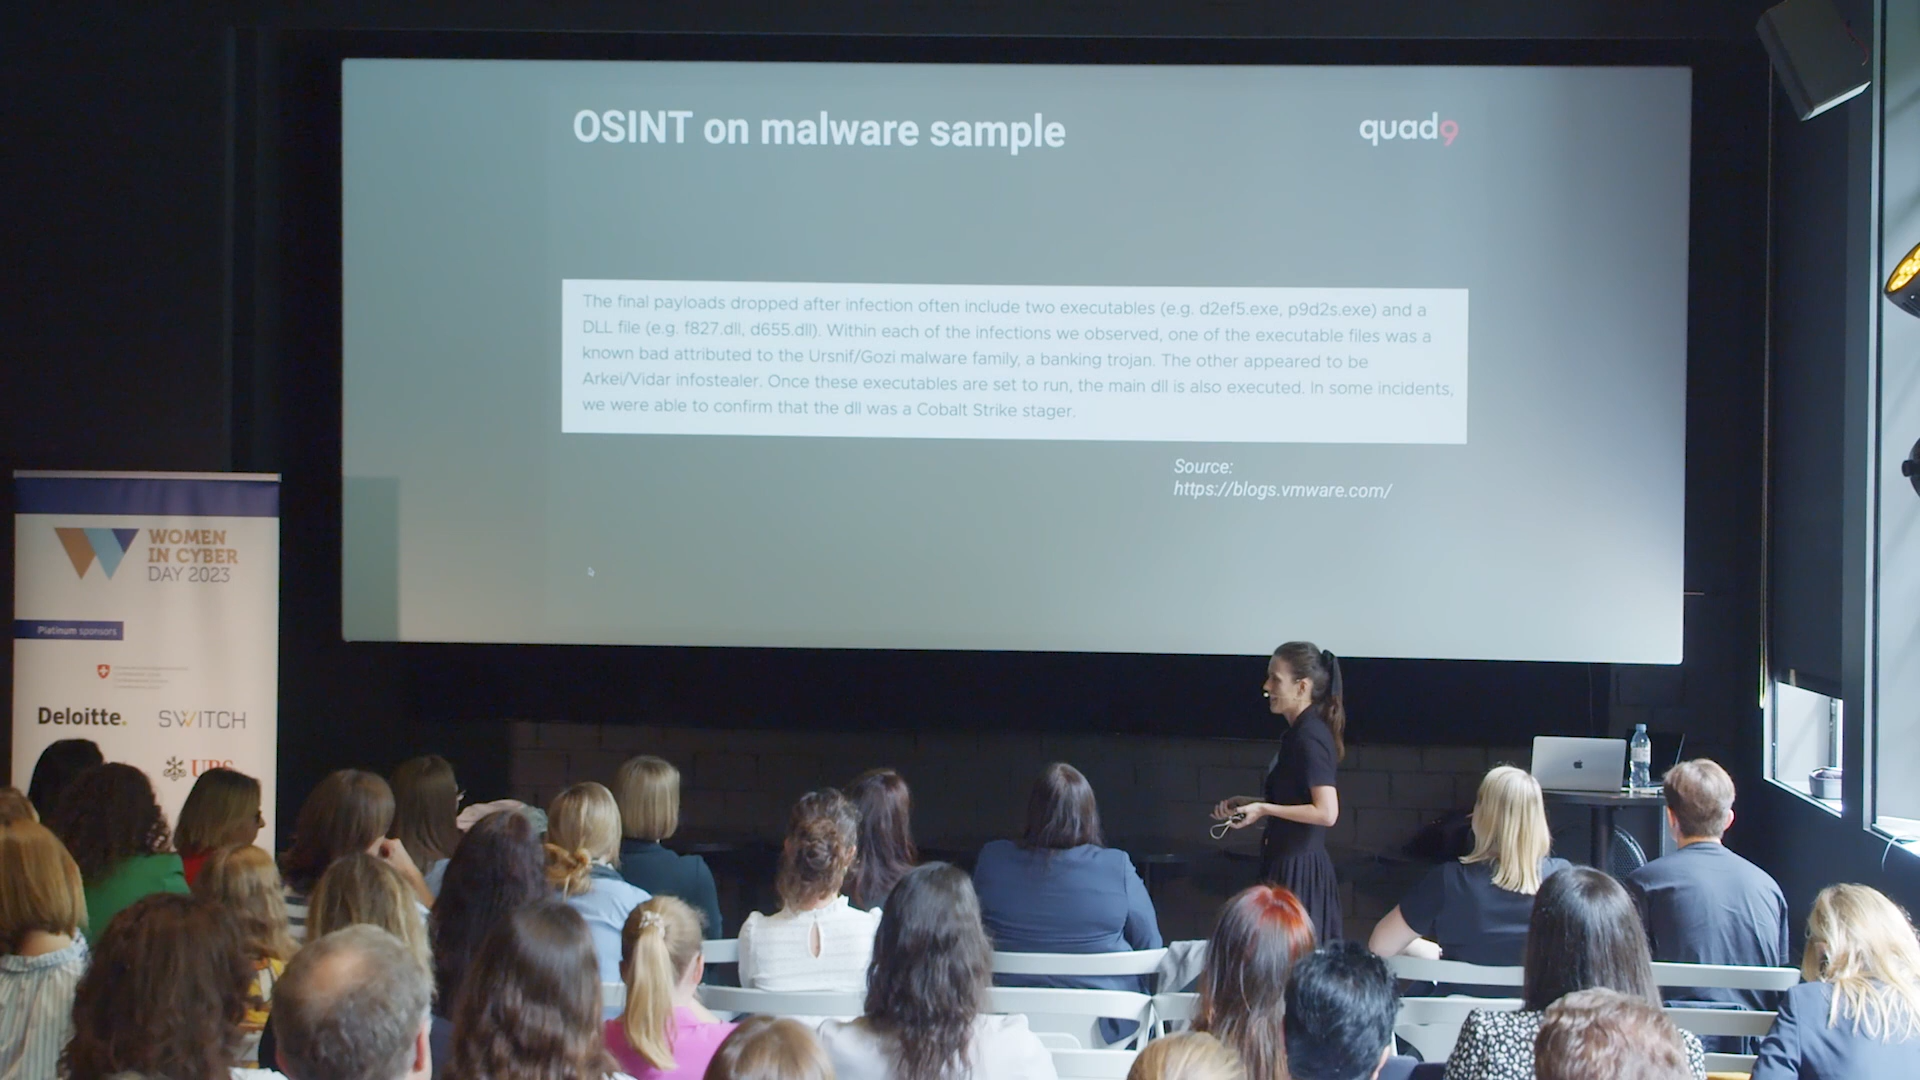 OSINT on malware sample
quad9
The final payloads dropped after infection often include two executables (e.g. d2ef5.exe, p9d2s.exe) and a
DLL file (e.g. f827.dll, d655.dll). Within each of the infections we observed, one of the executable files was a
known bad attributed to the Ursnif/Gozi malware family, a banking trojan. The other appeared to be
Arkei/Vidar infostealer. Once these executables are set to run, the main dll is also executed. In some incidents,
we were able to confirm that the dll was a Cobalt Strike stager.
Source:
https://blogs.vmware.com/
WOMEN
IN CYBER
DAY 2023
Platinum sponsors
Deloitte.
SWITCH
UBS